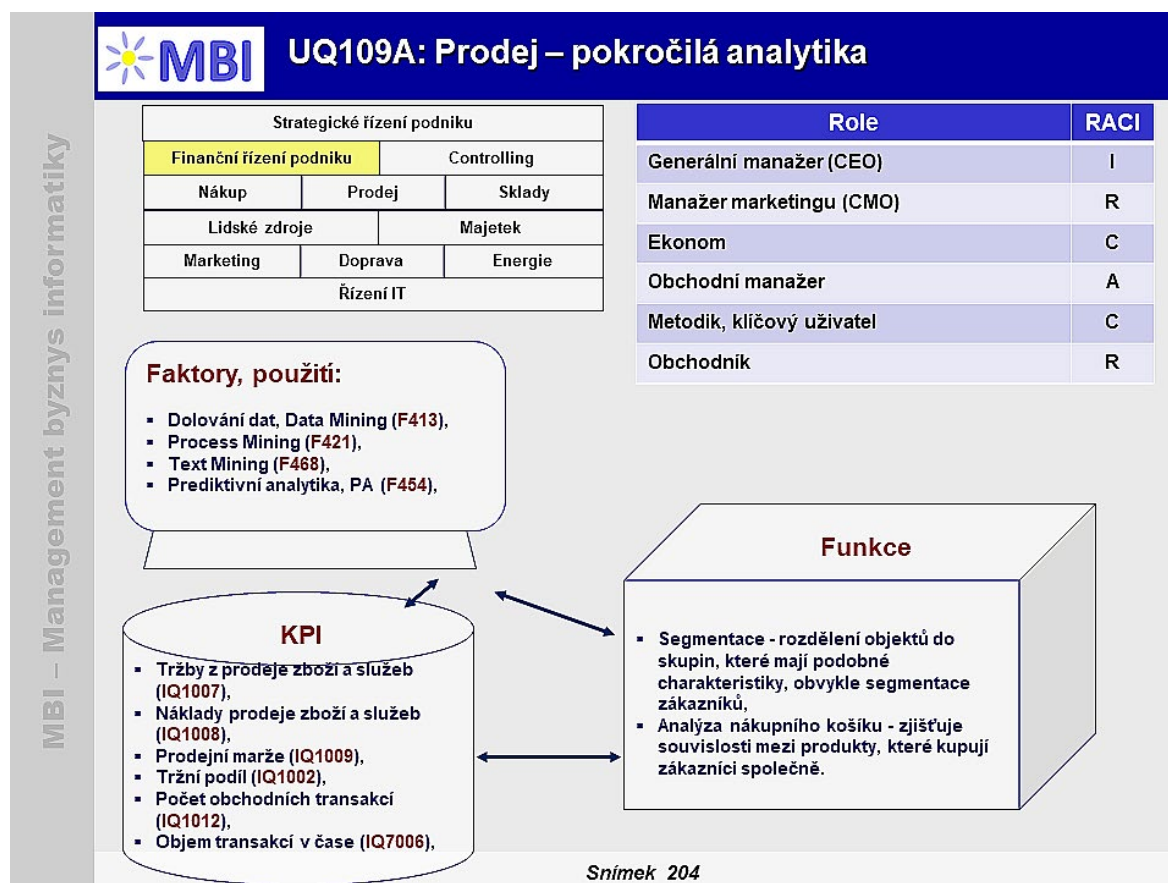 MBI
UQ109A: Prodej – pokročilá analytika
MBI – Management byznys informatiky
Strategické řízení podniku
Finanční řízení podniku Controlling
Nákup Prodej Sklady
Lidské zdroje Majetek
Marketing Doprava Energie
Řízení IT
Role RACI
Generální manažer (CEO) I
Manažer marketingu (CMO) R
Ekonom C
Obchodní manažer A
Metodik, klíčový uživatel C
Obchodník R
Faktory, použití:
▪ Dolování dat, Data Mining (F413),
▪ Process Mining (F421),
▪ Text Mining (F468),
▪ Prediktivní analytika, PA (F454),
KPI
▪ Tržby z prodeje zboží a služeb
(IQ1007),
▪ Náklady prodeje zboží a služeb
(IQ1008),
▪ Prodejní marže (IQ1009),
▪ Tržní podíl (IQ1002),
▪ Počet obchodních transakcí
(IQ1012),
▪ Objem transakcí v čase (IQ7006),
Funkce
▪ Segmentace - rozdělení objektů do
skupin, které mají podobné
charakteristiky, obvykle segmentace
zákazníků,
▪ Analýza nákupního košíku - zjišťuje
souvislosti mezi produkty, které kupují
zákazníci společně.
Snímek 204